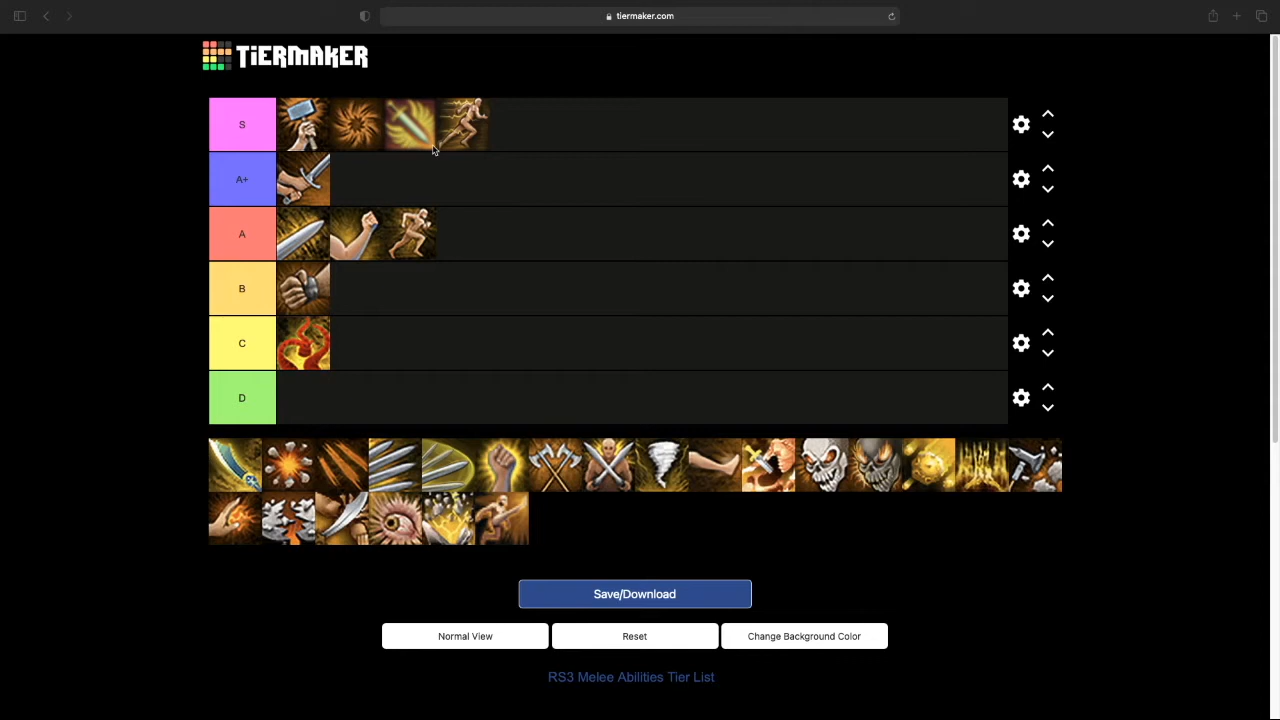 tiermaker.com
TiERMAKER
S
A+
A
B
C
D
Save/Download
Normal View
Reset
Change Background Color
RS3 Melee Abilities Tier List